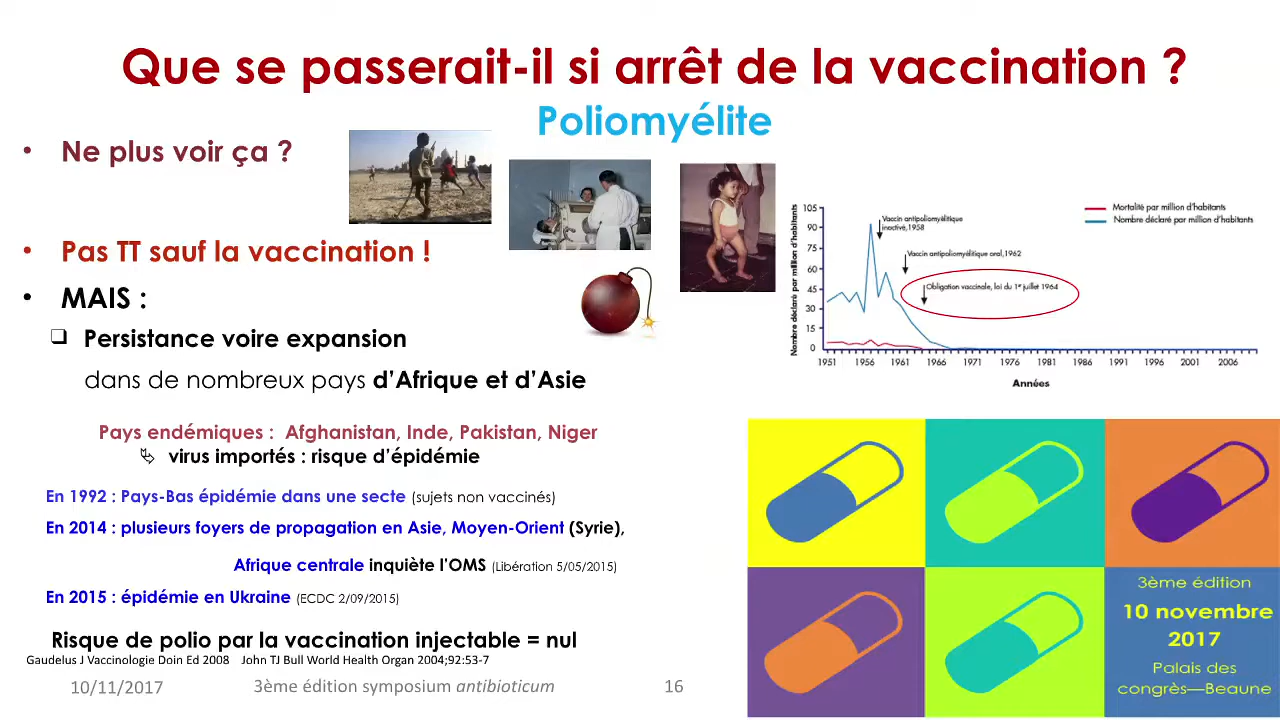 Que se passerait-il si arrêt de la vaccination ?
Poliomyélite
• Ne plus voir ça ?
• Pas TT sauf la vaccination !
• MAIS :
❑ Persistance voire expansion
dans de nombreux pays d’Afrique et d’Asie
Pays endémiques : Afghanistan, Inde, Pakistan, Niger
virus importés : risque d’épidémie
En 1992 : Pays-Bas épidémie dans une secte (sujets non vaccinés)
En 2014 : plusieurs foyers de propagation en Asie, Moyen-Orient (Syrie),
Afrique centrale inquiète l’OMS (Libération 5/05/2015)
En 2015 : épidémie en Ukraine (ECDC 2/09/2015)
Risque de polio par la vaccination injectable = nul
Gaudelus J Vaccinologie Doin Ed 2008 John TJ Bull World Health Organ 2004;92:53-7
10/11/2017
3ème édition symposium antibioticum
16
Nombre déclaré par million d’habitants
105
90
75
60
45
30
15
0
Mortalité par million d’habitants
Nombre déclaré par million d’habitants
Vaccin antipoliomyélitique
inactivé,1958
Vaccin antipoliomyélitique oral,1962
Obligation vaccinale, loi du 1er juillet 1964
1951 1956 1961 1966 1971 1976 1981 1986 1991 1996 2001 2006
Années
3ème édition
10 novembre
2017
Palais des
congrès—Beaune